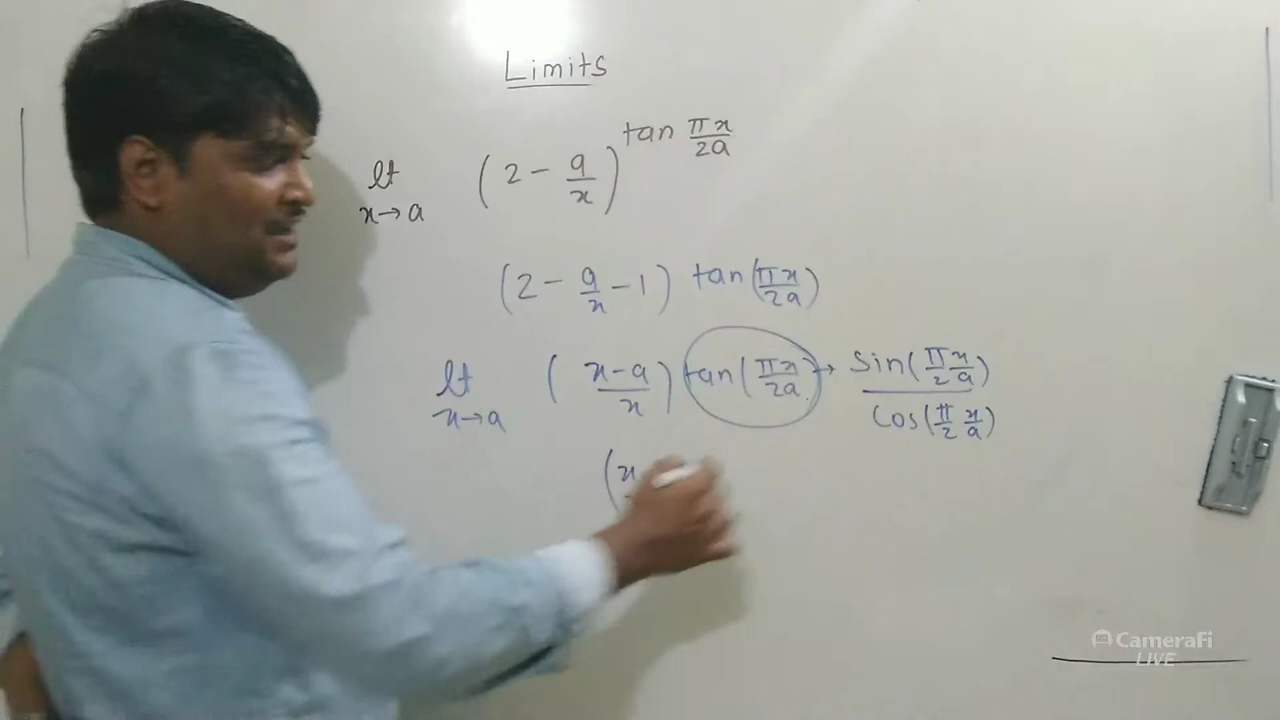 Limits
lt x→a (2 - a/x)^tan πx/2a
(2 - a/x - 1) tan(πx/2a)
lt x→a (x-a/x) tan(πx/2a) → Sin(π/2 x/a) / Cos(π/2 x/a)
(x
CameraFi
LIVE